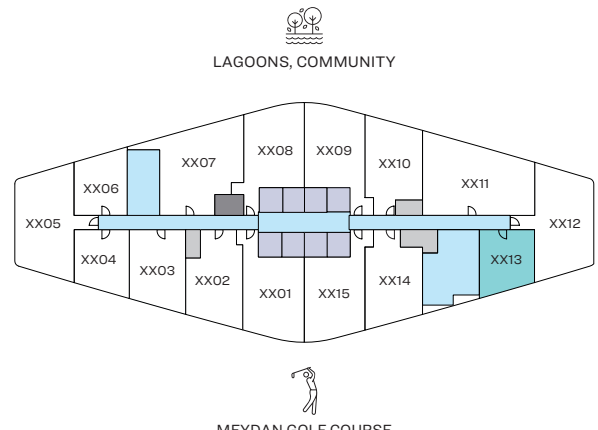 LAGOONS, COMMUNITY
XX08 XX09
XX07 XX10
XX06 XX11
XX05 XX12
XX04 XX03 XX02 XX14 XX13
XX01 XX15
MEYDAN GOLF COURSE